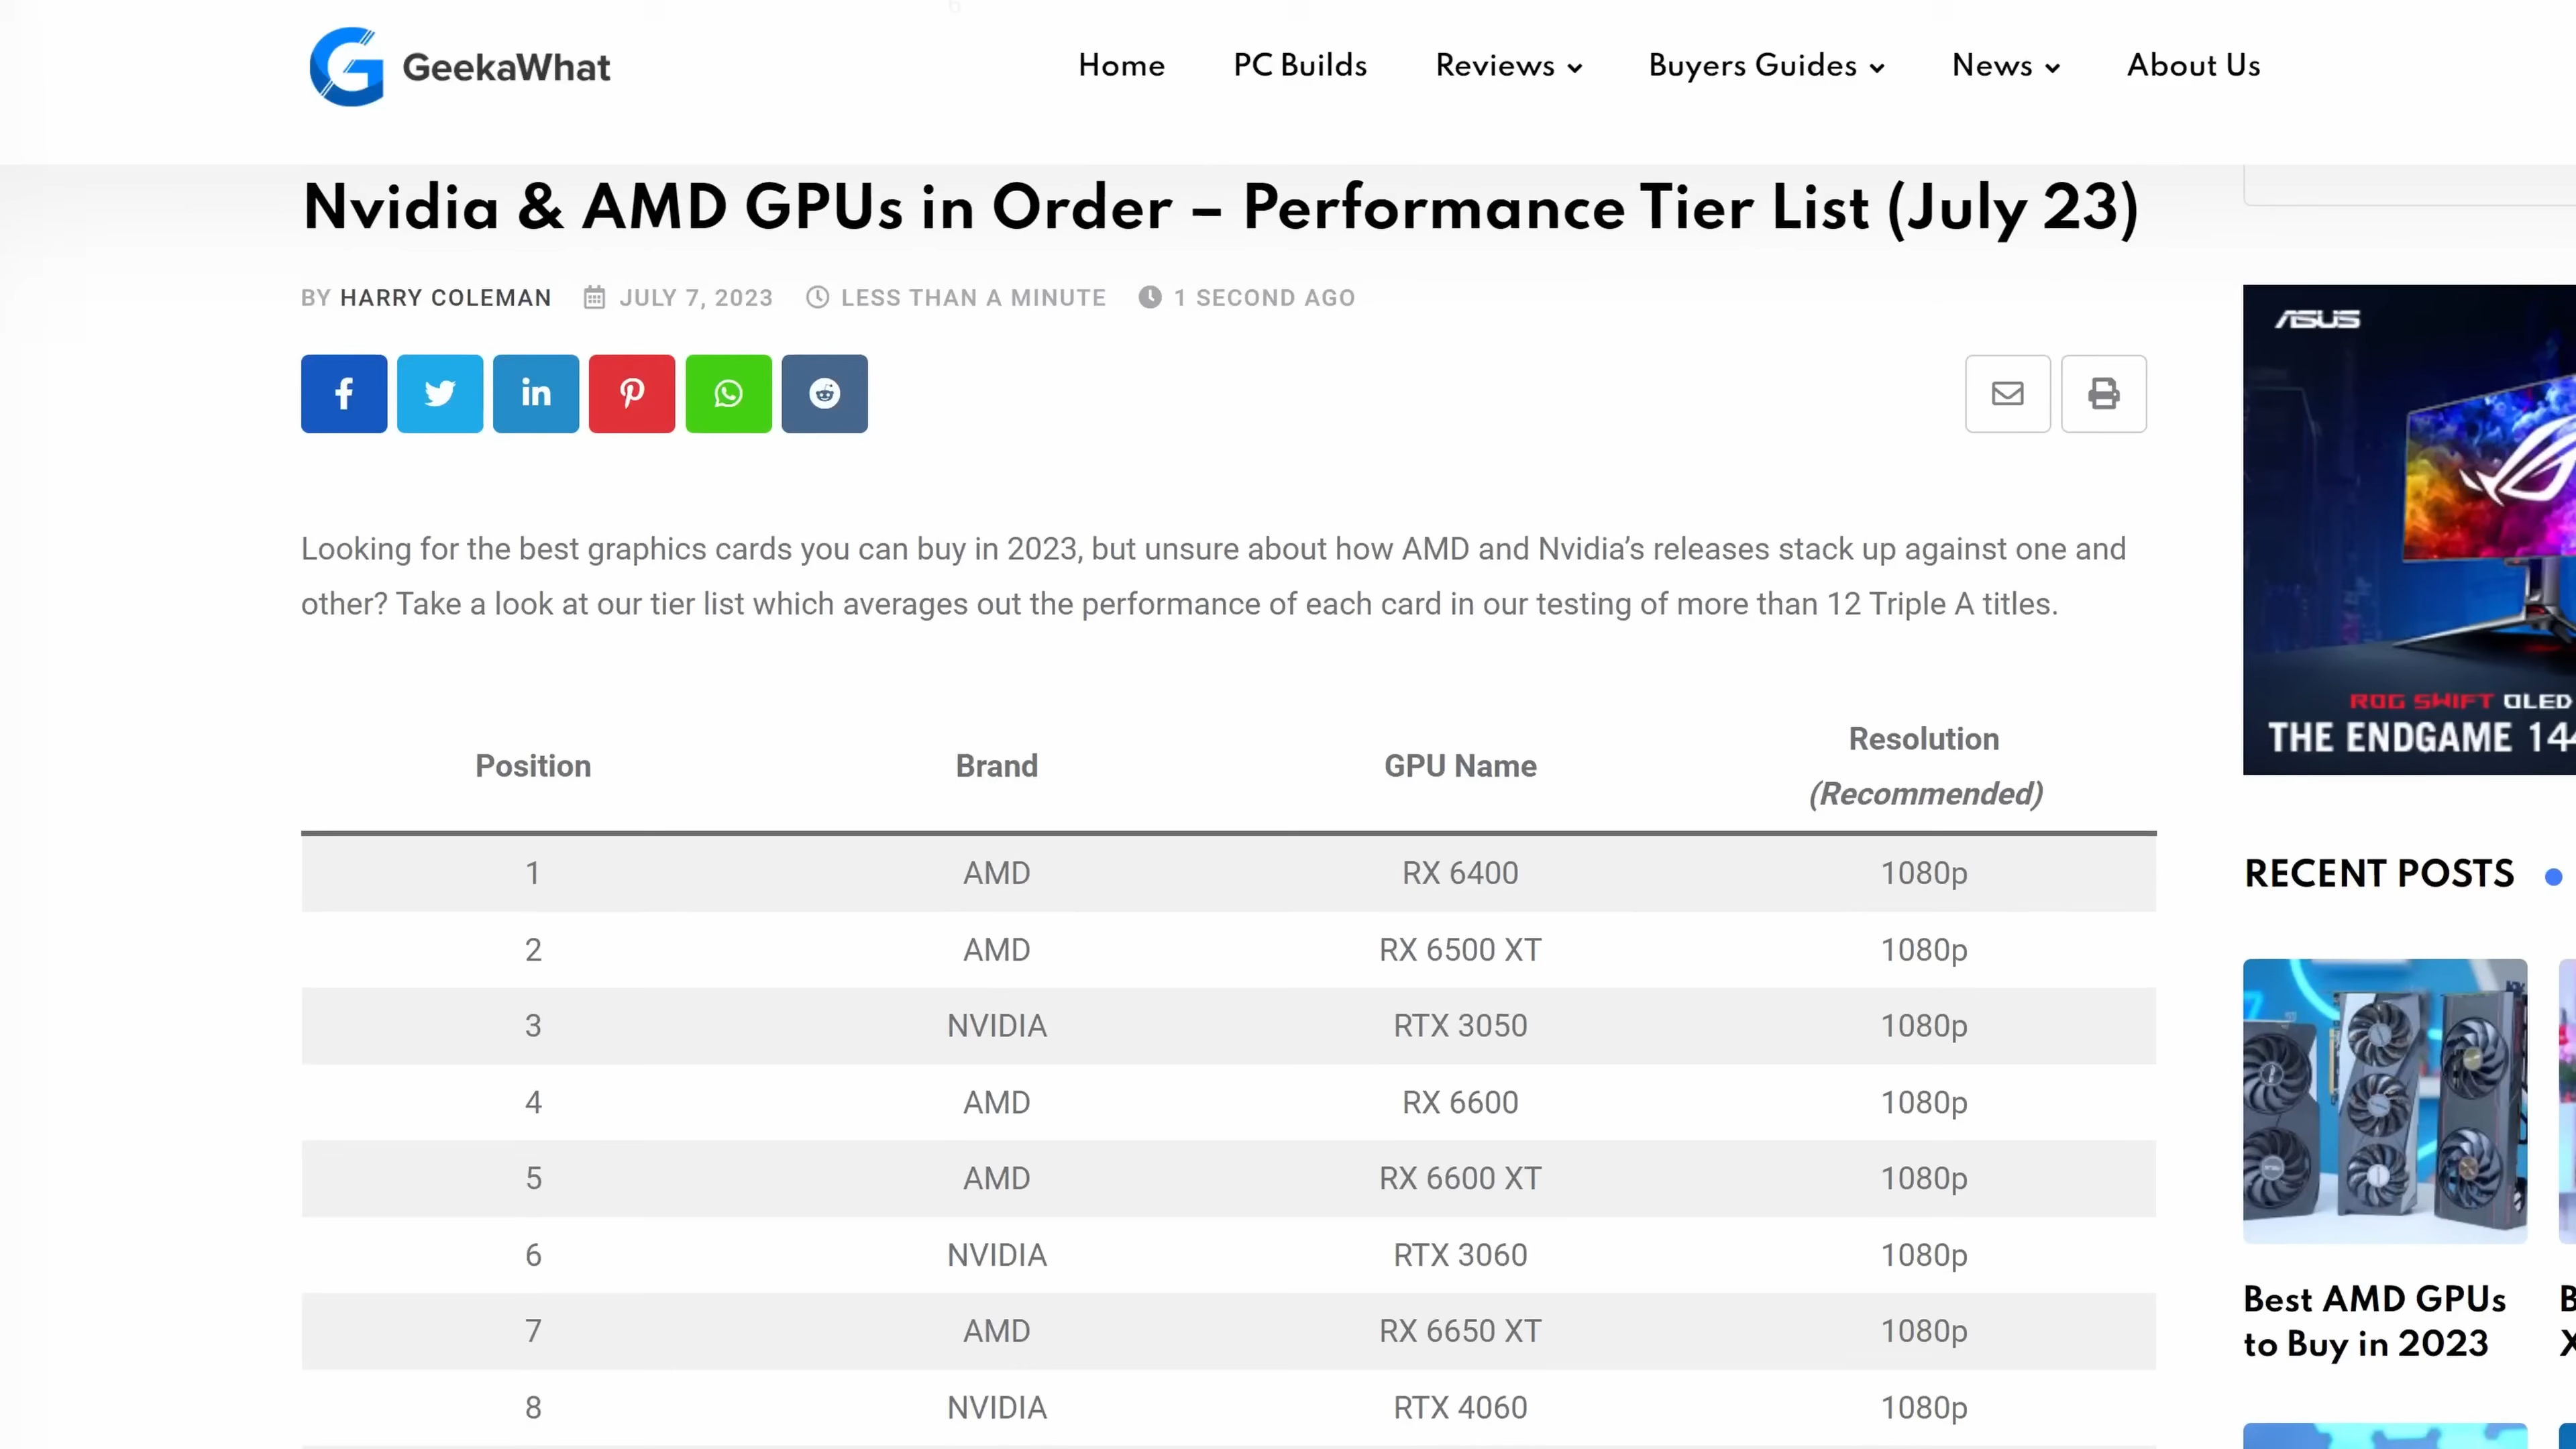 GeekaWhat
Home PC Builds Reviews Buyers Guides News About Us
Nvidia & AMD GPUs in Order – Performance Tier List (July 23)
BY HARRY COLEMAN JULY 7, 2023 LESS THAN A MINUTE 1 SECOND AGO
Looking for the best graphics cards you can buy in 2023, but unsure about how AMD and Nvidia’s releases stack up against one and
other? Take a look at our tier list which averages out the performance of each card in our testing of more than 12 Triple A titles.
Position Brand GPU Name Resolution
(Recommended)
1 AMD RX 6400 1080p
2 AMD RX 6500 XT 1080p
3 NVIDIA RTX 3050 1080p
4 AMD RX 6600 1080p
5 AMD RX 6600 XT 1080p
6 NVIDIA RTX 3060 1080p
7 AMD RX 6650 XT 1080p
8 NVIDIA RTX 4060 1080p
ASUS
ROG SWIFT OLED
THE ENDGAME
RECENT POSTS
Best AMD GPUs
to Buy in 2023